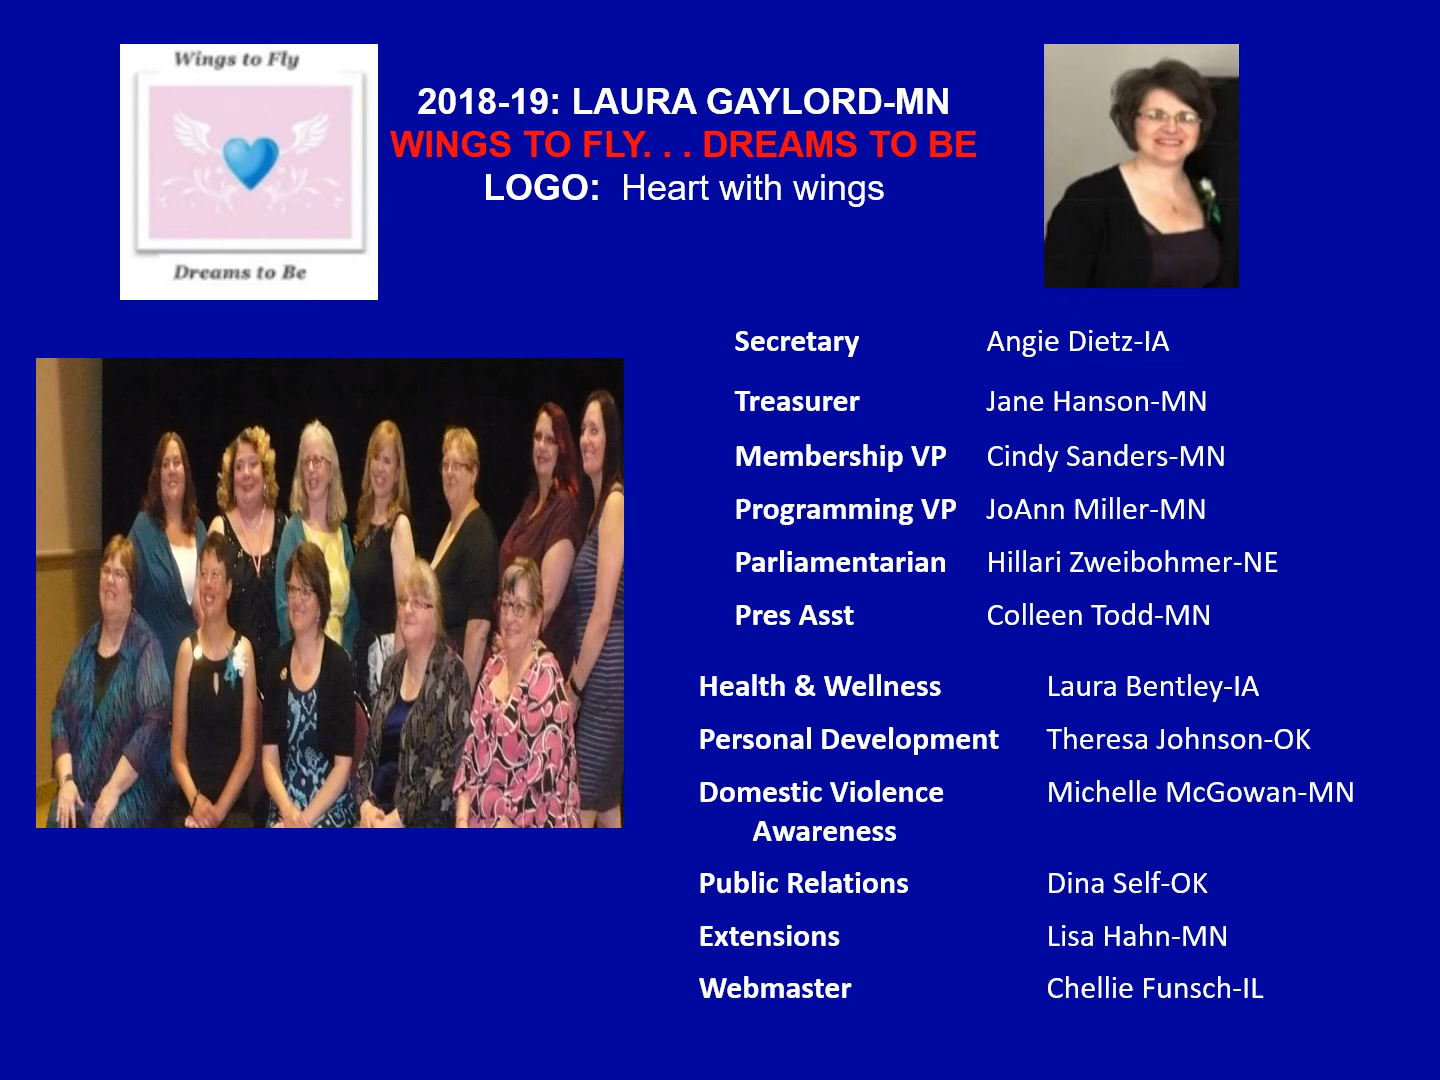 Wings to Fly
Dreams to Be
2018-19: LAURA GAYLORD-MN
WINGS TO FLY. . . DREAMS TO BE
LOGO: Heart with wings
Secretary Angie Dietz-IA
Treasurer Jane Hanson-MN
Membership VP Cindy Sanders-MN
Programming VP JoAnn Miller-MN
Parliamentarian Hillari Zweibohmer-NE
Pres Asst Colleen Todd-MN
Health & Wellness Laura Bentley-IA
Personal Development Theresa Johnson-OK
Domestic Violence Michelle McGowan-MN
Awareness
Public Relations Dina Self-OK
Extensions Lisa Hahn-MN
Webmaster Chellie Funsch-IL